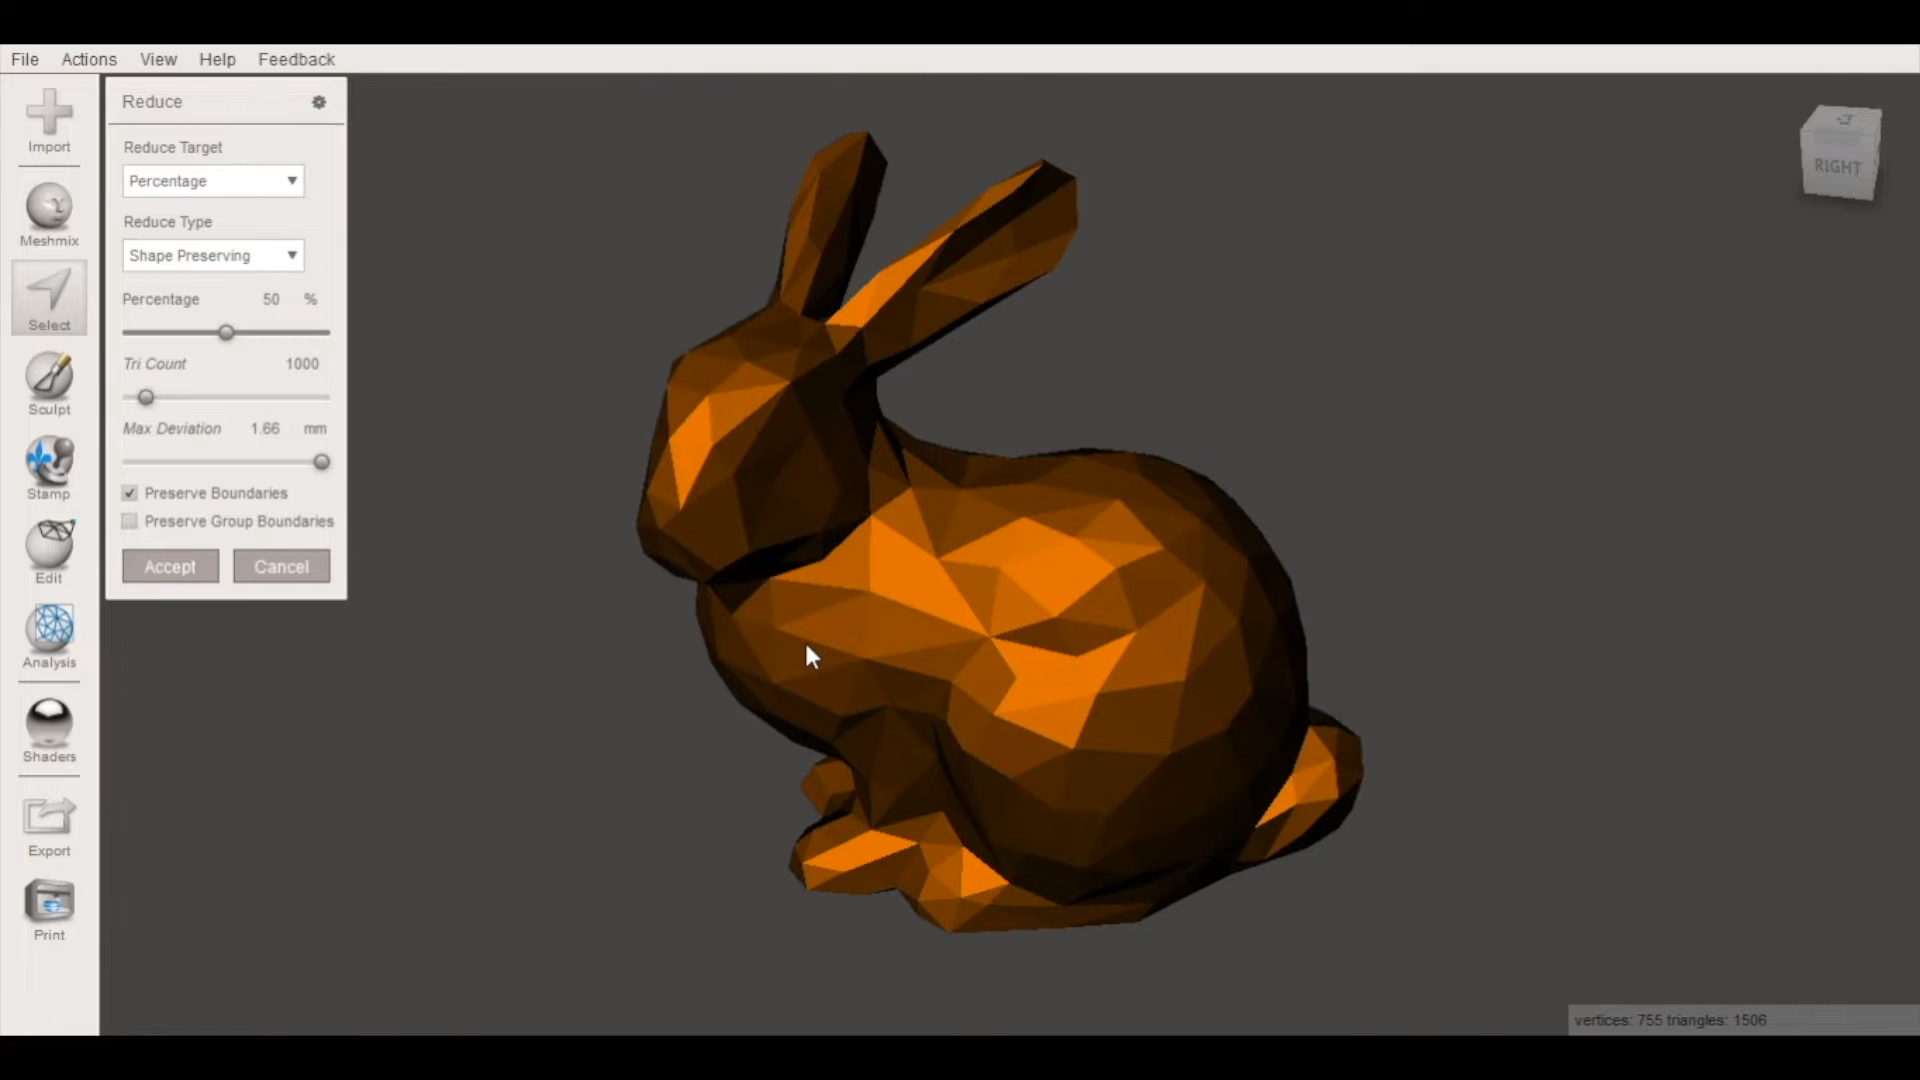 File Actions View Help Feedback
Import
Meshmix
Select
Sculpt
Stamp
Edit
Analysis
Shaders
Export
Print
Reduce
Reduce Target
Percentage
Reduce Type
Shape Preserving
Percentage 50 %
Tri Count 1000
Max Deviation 1.66 mm
Preserve Boundaries
Preserve Group Boundaries
Accept Cancel
RIGHT
vertices: 755 triangles: 1506